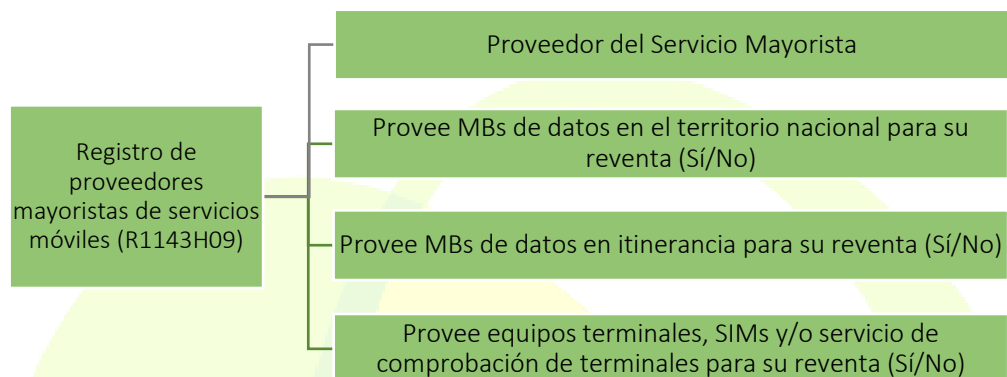 Registro de
proveedores
mayoristas de servicios
móviles (R1143H09)
Proveedor del Servicio Mayorista
Provee MBs de datos en el territorio nacional para su
reventa (Sí/No)
Provee MBs de datos en itinerancia para su reventa (Sí/No)
Provee equipos terminales, SIMs y/o servicio de
comprobación de terminales para su reventa (Sí/No)